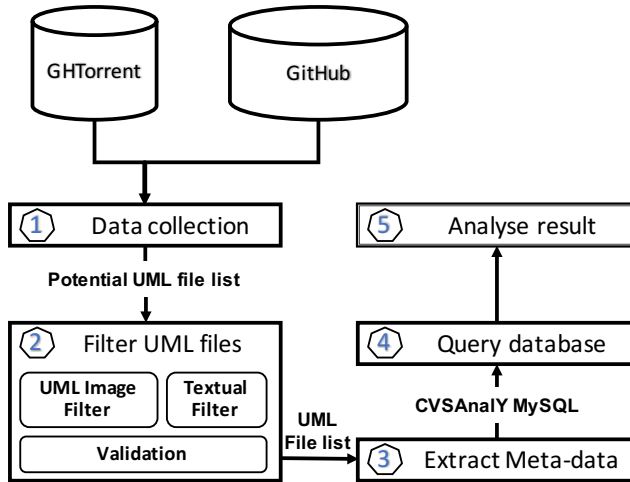 GHTorrent
GitHub
1 Data collection
Potential UML file list
2 Filter UML files
UML Image
Filter
Textual
Filter
Validation
UML
File list
3 Extract Meta-data
CVSAnalY MySQL
4 Query database
5 Analyse result